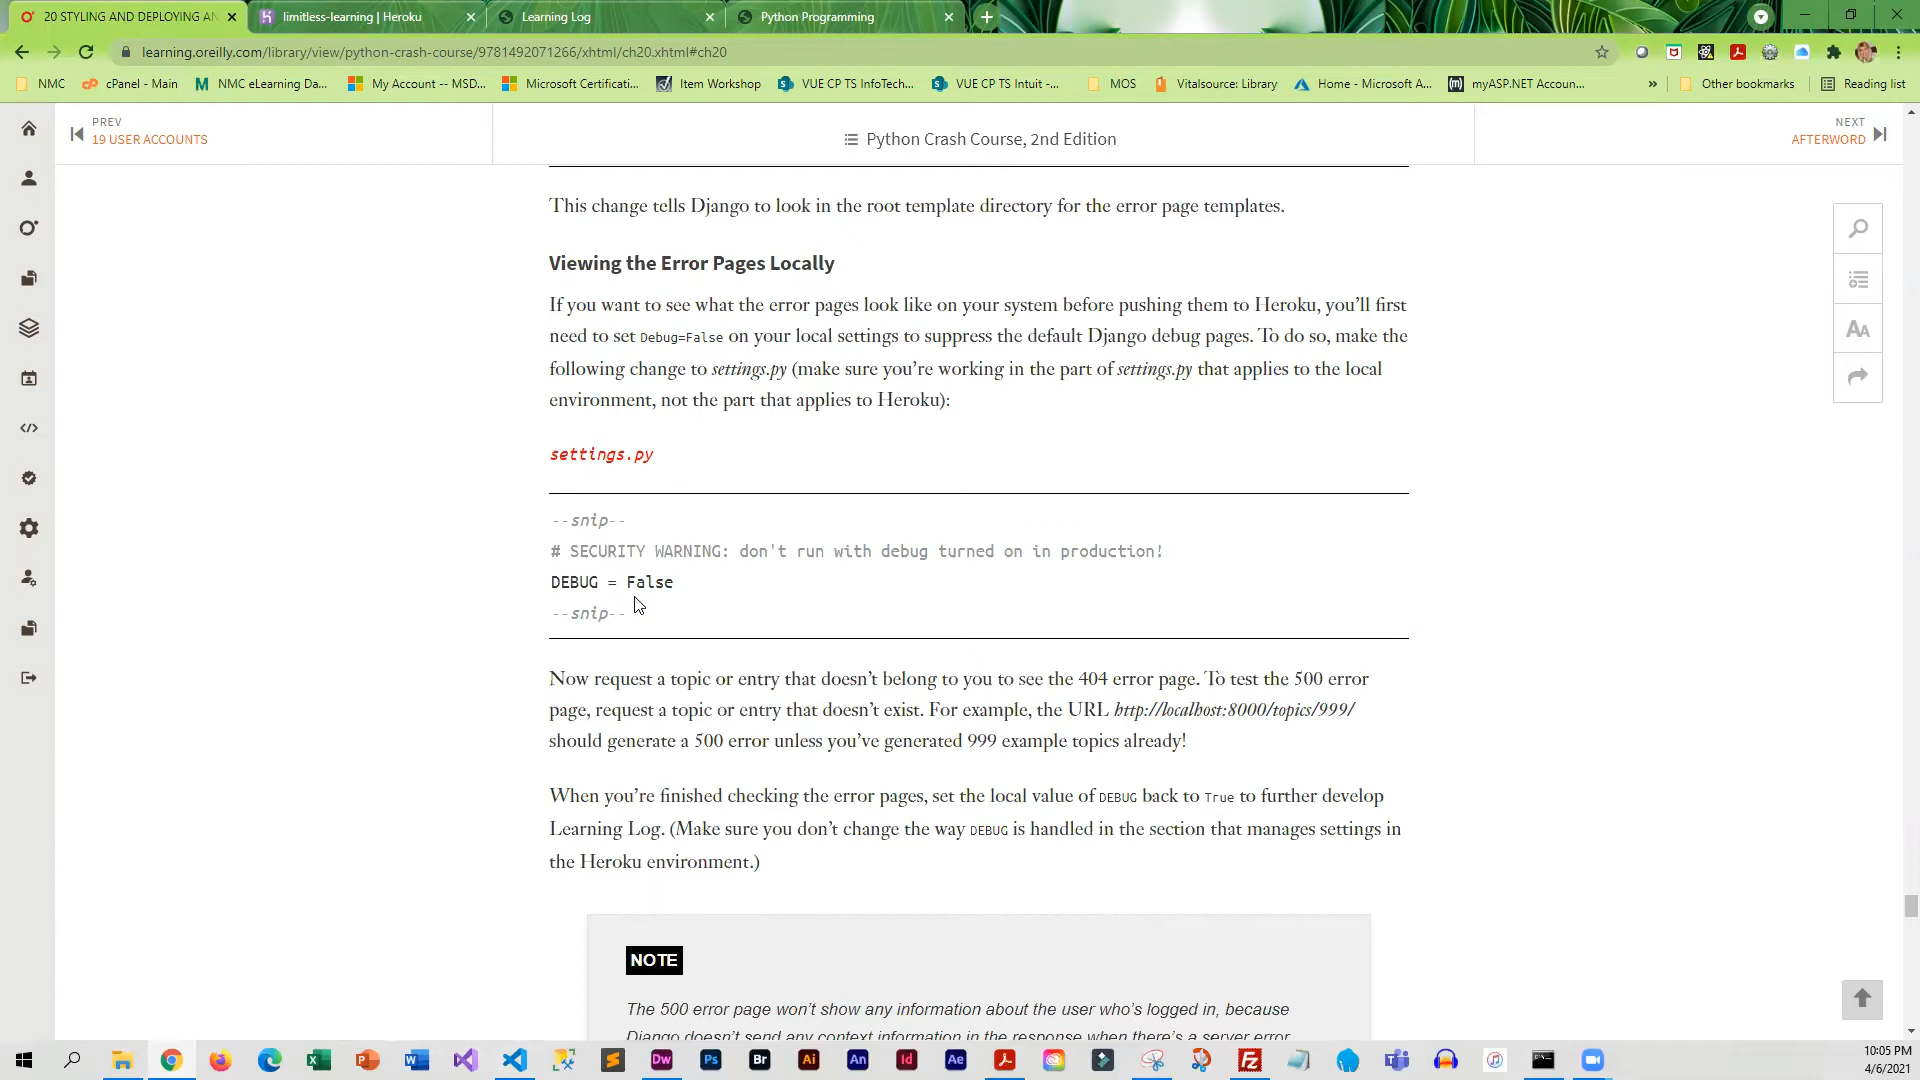 20 STYLING AND DEPLOYING AN
limitless-learning | Heroku
Learning Log
Python Programming
learning.oreilly.com/library/view/python-crash-course/9781492071266/xhtml/ch20.xhtml#ch20
NMC
cPanel - Main
NMC eLearning Da...
My Account -- MSD...
Microsoft Certificati...
Item Workshop
VUE CP TS InfoTech...
VUE CP TS Intuit -...
MOS
Vitalsource: Library
Home - Microsoft A...
myASP.NET Accoun...
»
Other bookmarks
Reading list
PREV
19 USER ACCOUNTS
Python Crash Course, 2nd Edition
NEXT
AFTERWORD
This change tells Django to look in the root template directory for the error page templates.
Viewing the Error Pages Locally
If you want to see what the error pages look like on your system before pushing them to Heroku, you’ll first
need to set Debug=False on your local settings to suppress the default Django debug pages. To do so, make the
following change to settings.py (make sure you’re working in the part of settings.py that applies to the local
environment, not the part that applies to Heroku):
settings.py
--snip--
# SECURITY WARNING: don't run with debug turned on in production!
DEBUG = False
--snip--
Now request a topic or entry that doesn’t belong to you to see the 404 error page. To test the 500 error
page, request a topic or entry that doesn’t exist. For example, the URL http://localhost:8000/topics/999/
should generate a 500 error unless you’ve generated 999 example topics already!
When you’re finished checking the error pages, set the local value of DEBUG back to True to further develop
Learning Log. (Make sure you don’t change the way DEBUG is handled in the section that manages settings in
the Heroku environment.)
NOTE
The 500 error page won’t show any information about the user who’s logged in, because
Django doesn’t send any context information in the response when there’s a server error
10:05 PM
4/6/2021